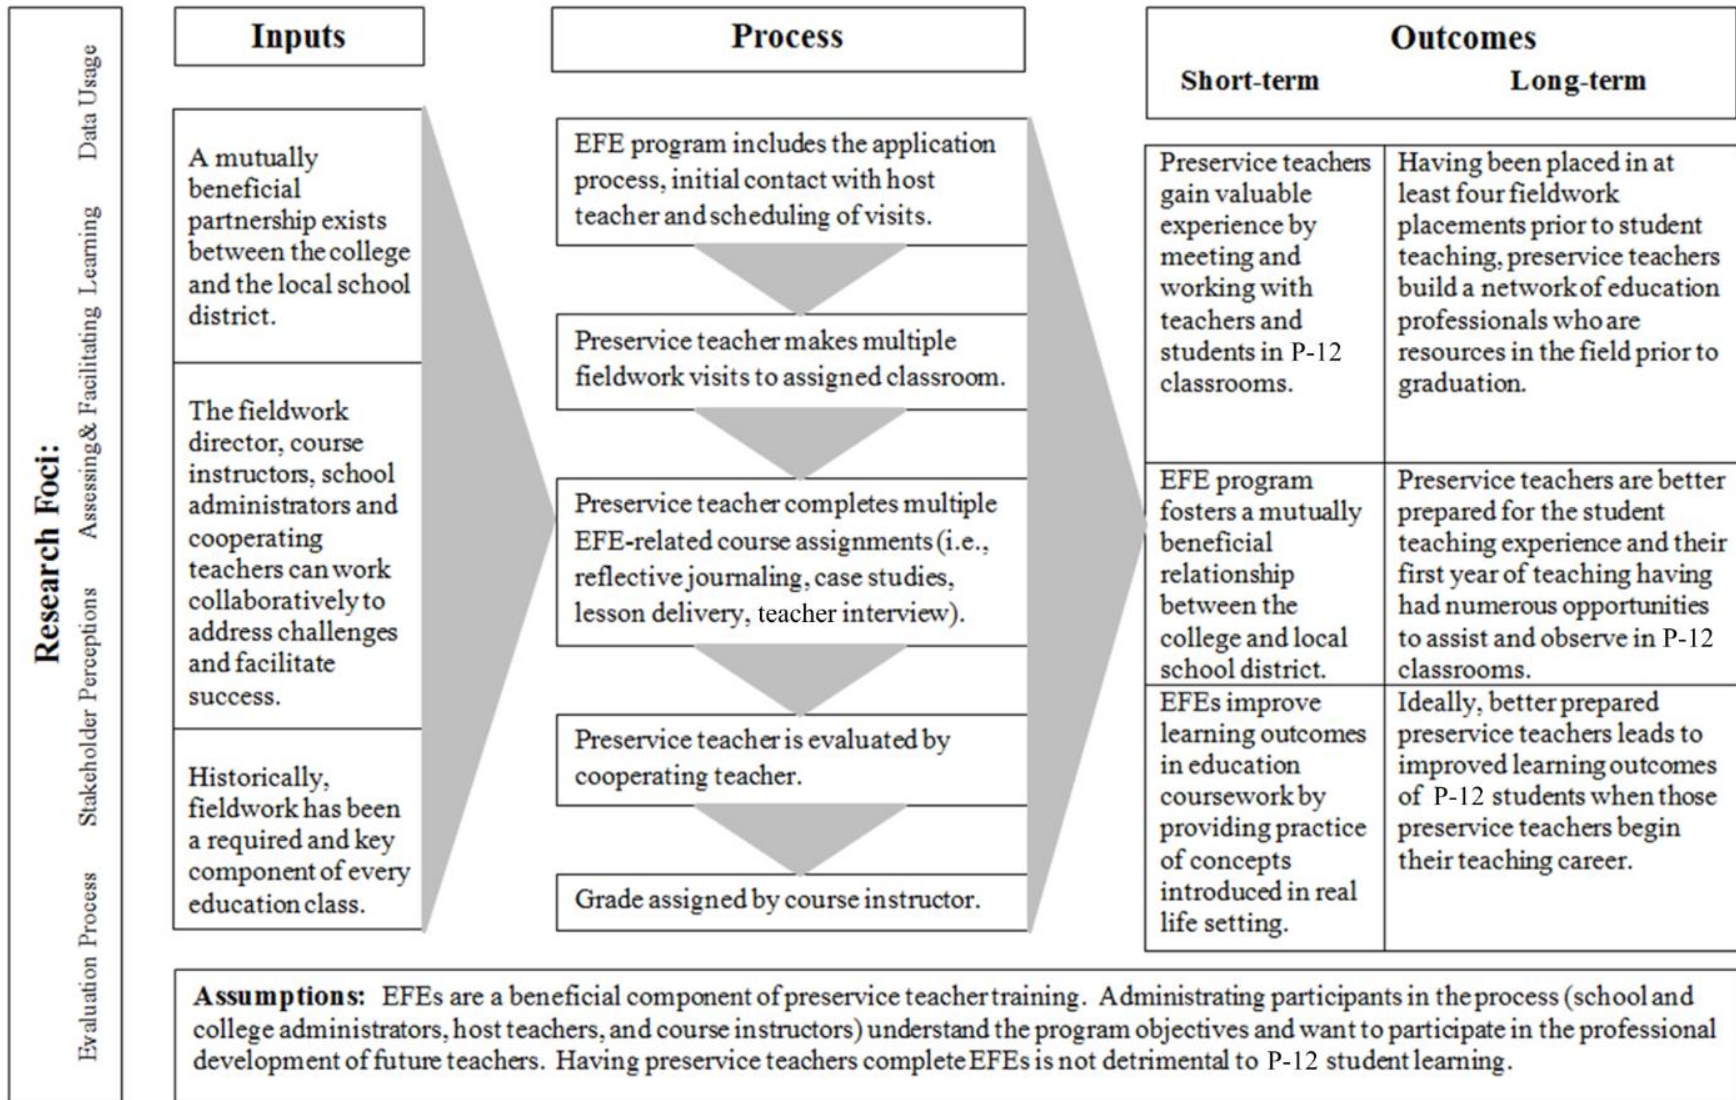 Research Foci:
Evaluation Process
Stakeholder Perceptions
Assessing & Facilitating Learning
Data Usage
Inputs
A mutually
beneficial
partnership exists
between the college
and the local school
district.
The fieldwork
director, course
instructors, school
administrators and
cooperating
teachers can work
collaboratively to
address challenges
and facilitate
success.
Historically,
fieldwork has been
a required and key
component of every
education class.
Process
EFE program includes the application
process, initial contact with host
teacher and scheduling of visits.
Preservice teacher makes multiple
fieldwork visits to assigned classroom.
Preservice teacher completes multiple
EFE-related course assignments (i.e.,
reflective journaling, case studies,
lesson delivery, teacher interview).
Preservice teacher is evaluated by
cooperating teacher.
Grade assigned by course instructor.
Outcomes
Short-term
Long-term
Preservice teachers
gain valuable
experience by
meeting and
working with
teachers and
students in P-12
classrooms.
Having been placed in at
least four fieldwork
placements prior to student
teaching, preservice teachers
build a network of education
professionals who are
resources in the field prior to
graduation.
EFE program
fosters a mutually
beneficial
relationship
between the
college and local
school district.
Preservice teachers are better
prepared for the student
teaching experience and their
first year of teaching having
had numerous opportunities
to assist and observe in P-12
classrooms.
EFEs improve
learning outcomes
in education
coursework by
providing practice
of concepts
introduced in real
life setting.
Ideally, better prepared
preservice teachers leads to
improved learning outcomes
of P-12 students when those
preservice teachers begin
their teaching career.
Assumptions: EFEs are a beneficial component of preservice teacher training. Administrating participants in the process (school and
college administrators, host teachers, and course instructors) understand the program objectives and want to participate in the professional
development of future teachers. Having preservice teachers complete EFEs is not detrimental to P-12 student learning.